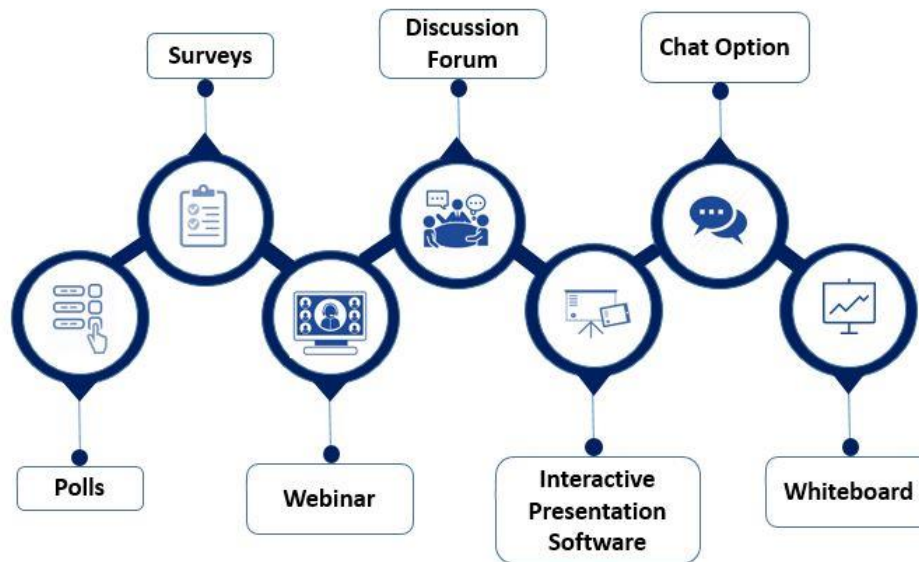 Surveys
Discussion
Forum
Chat Option
Polls
Webinar
Interactive
Presentation
Software
Whiteboard